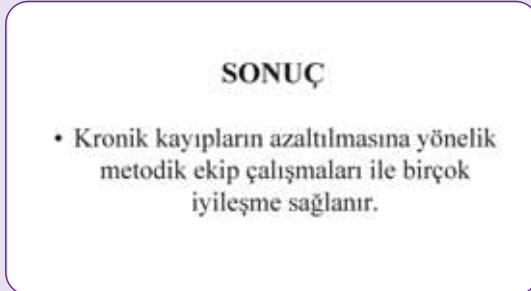 SONUÇ
• Kronik kayıpların azaltılmasına yönelik
metodik ekip çalışmaları ile birçok
iyileşme sağlanır.